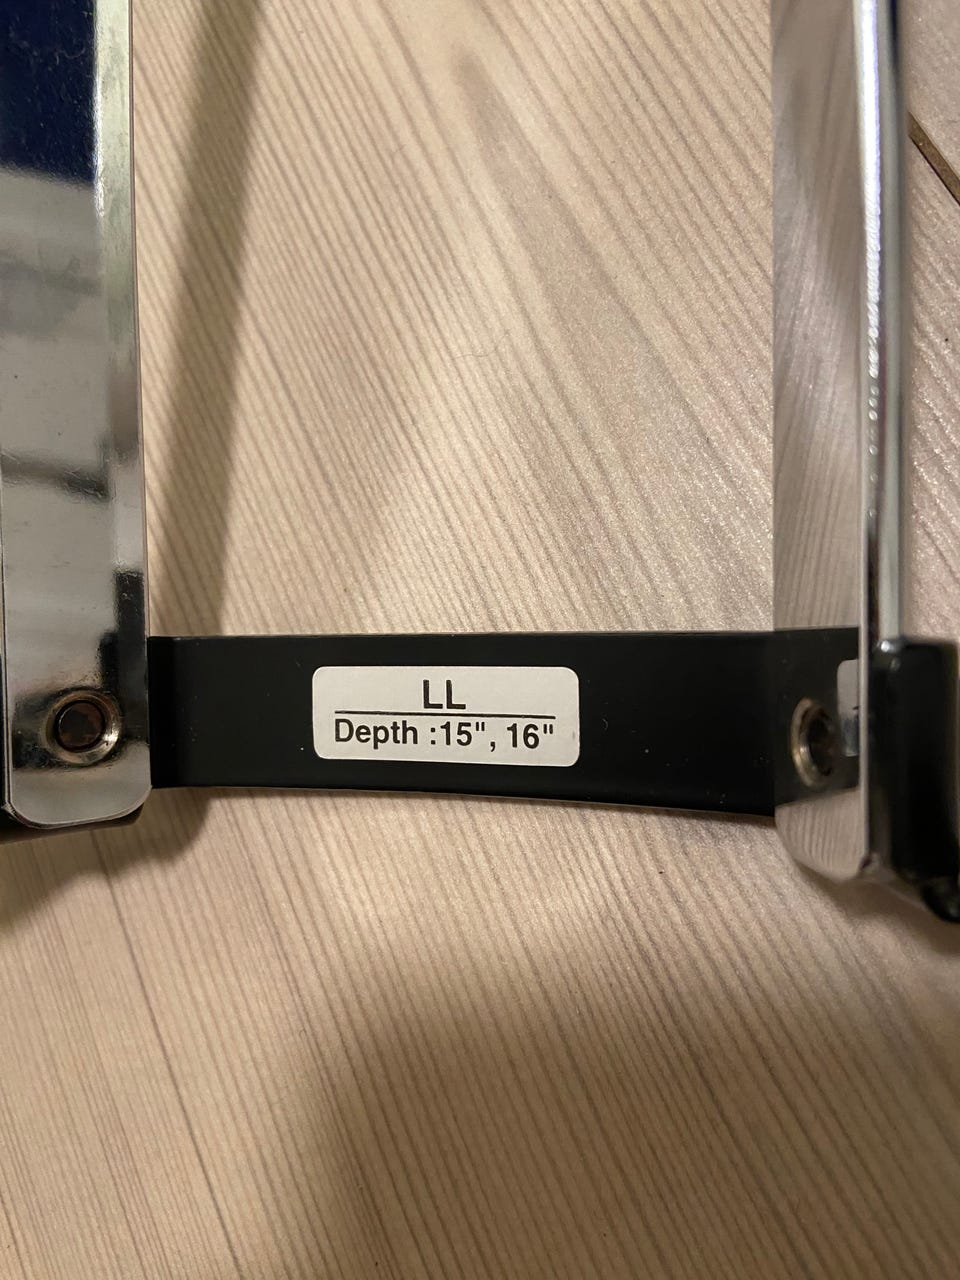 LL
Depth :15", 16"